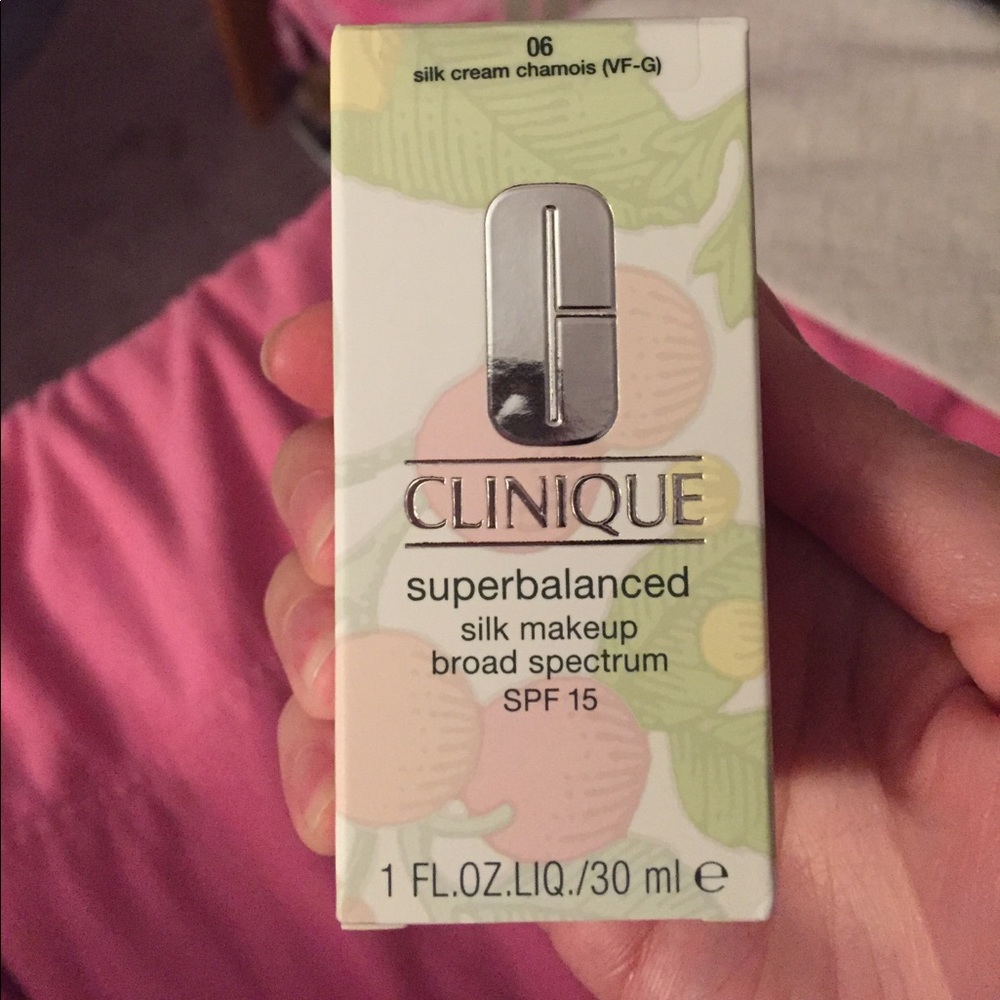 06
silk cream chamois (VF-G)
CLINIQUE
superbalanced
silk makeup
broad spectrum
SPF 15
1 FL.OZ.LIQ./30 ml ℮